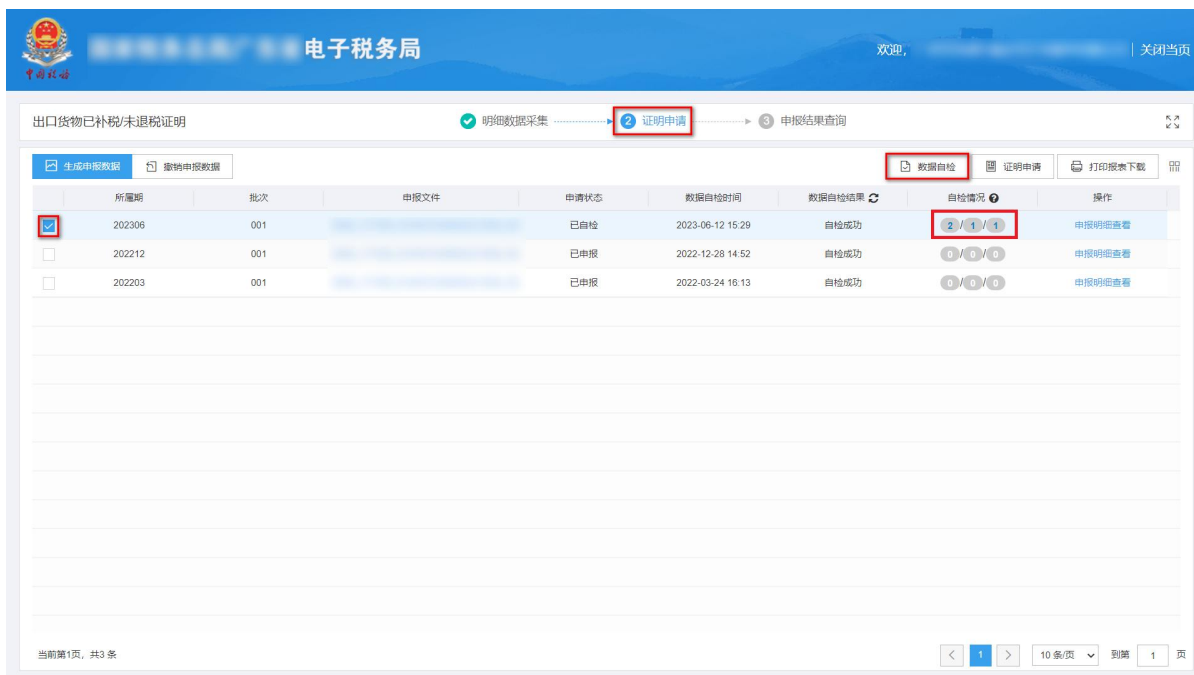 中国税务
电子税务局 欢迎, | 关闭当页
出口货物已补税/未退税证明 明细数据采集 2 证明申请 3 申报结果查询
生成申报数据 撤销申报数据 数据自检 证明申请 打印报表下载
所属期 批次 申报文件 申请状态 数据自检时间 数据自检结果 自检情况 操作
202306 001 已自检 2023-06-12 15:29 自检成功 2/1/1 申报明细查看
202212 001 已申报 2022-12-28 14:52 自检成功 0/0/0 申报明细查看
202203 001 已申报 2022-03-24 16:13 自检成功 0/0/0 申报明细查看
当前第1页, 共3条 < 1 > 10 条/页 到第 1 页